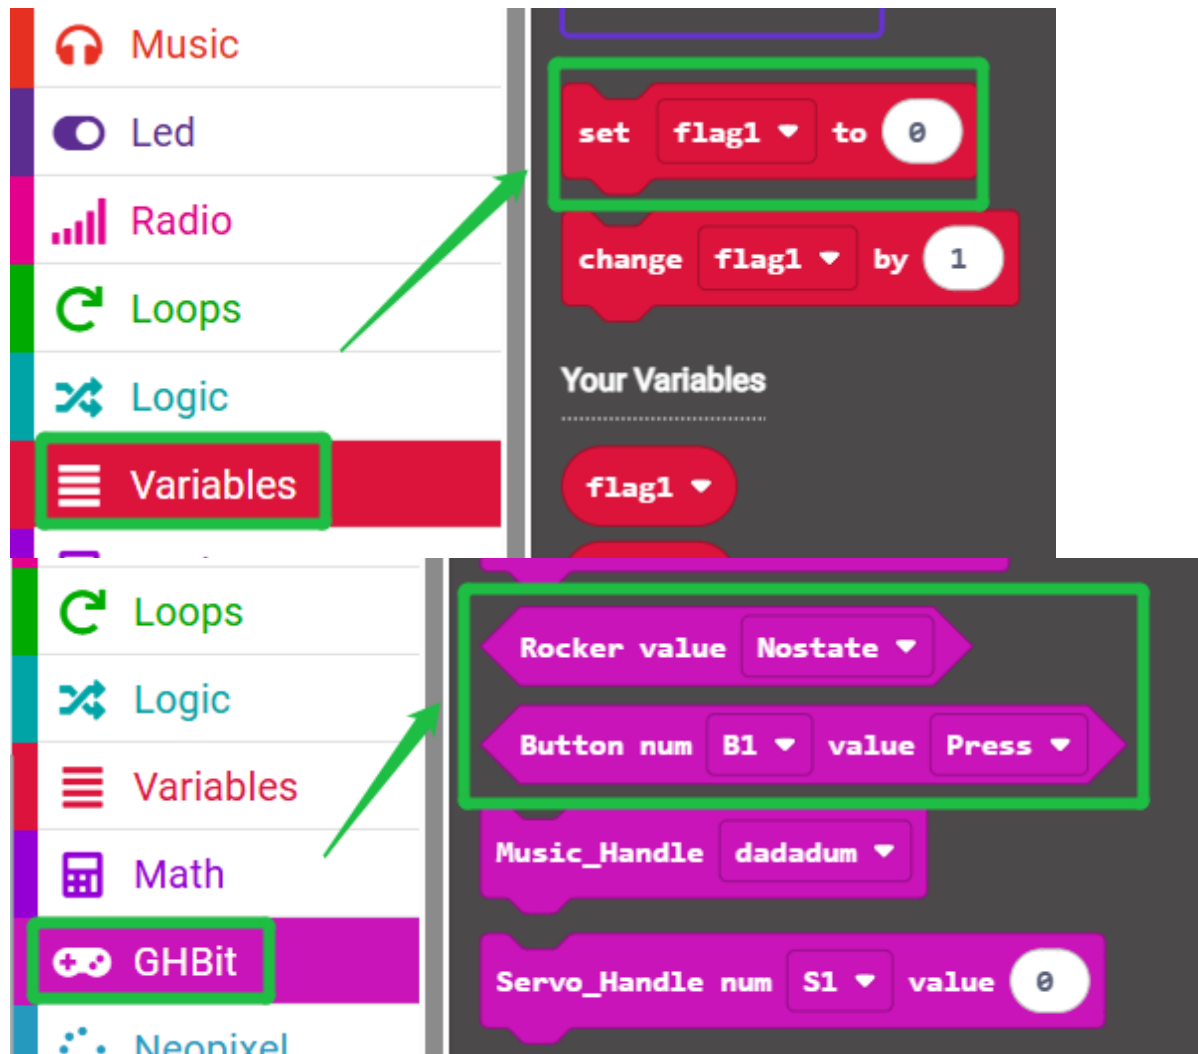 Music
Led
Radio
Loops
Logic
Variables
set flag1 to 0
change flag1 by 1
Your Variables
flag1
Loops
Logic
Variables
Math
GHBit
Neopixel
Rocker value Nostate
Button num B1 value Press
Music_Handle dadadum
Servo_Handle num S1 value 0